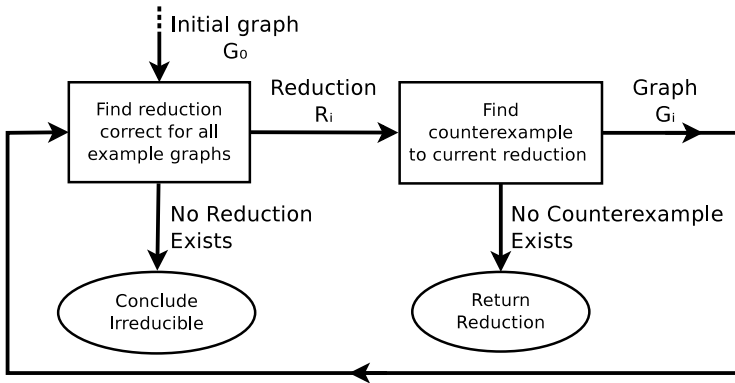 Initial graph
G₀
Find reduction
correct for all
example graphs
Reduction
Rᵢ
Find
counterexample
to current reduction
Graph
Gᵢ
No Reduction
Exists
No Counterexample
Exists
Conclude
Irreducible
Return
Reduction